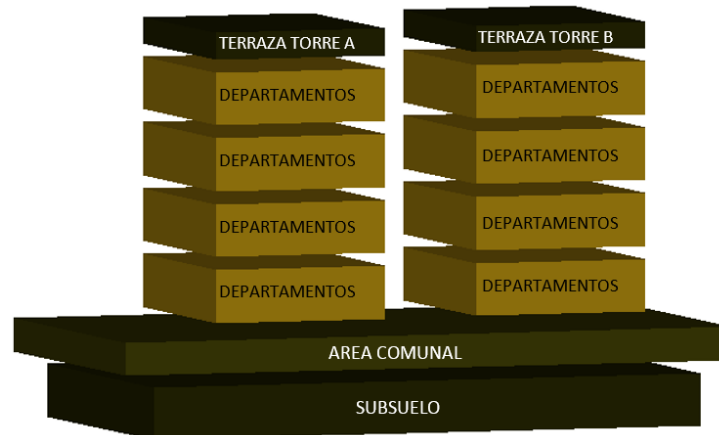 TERRAZA TORRE A
DEPARTAMENTOS
DEPARTAMENTOS
DEPARTAMENTOS
DEPARTAMENTOS
TERRAZA TORRE B
DEPARTAMENTOS
DEPARTAMENTOS
DEPARTAMENTOS
DEPARTAMENTOS
AREA COMUNAL
SUBSUELO